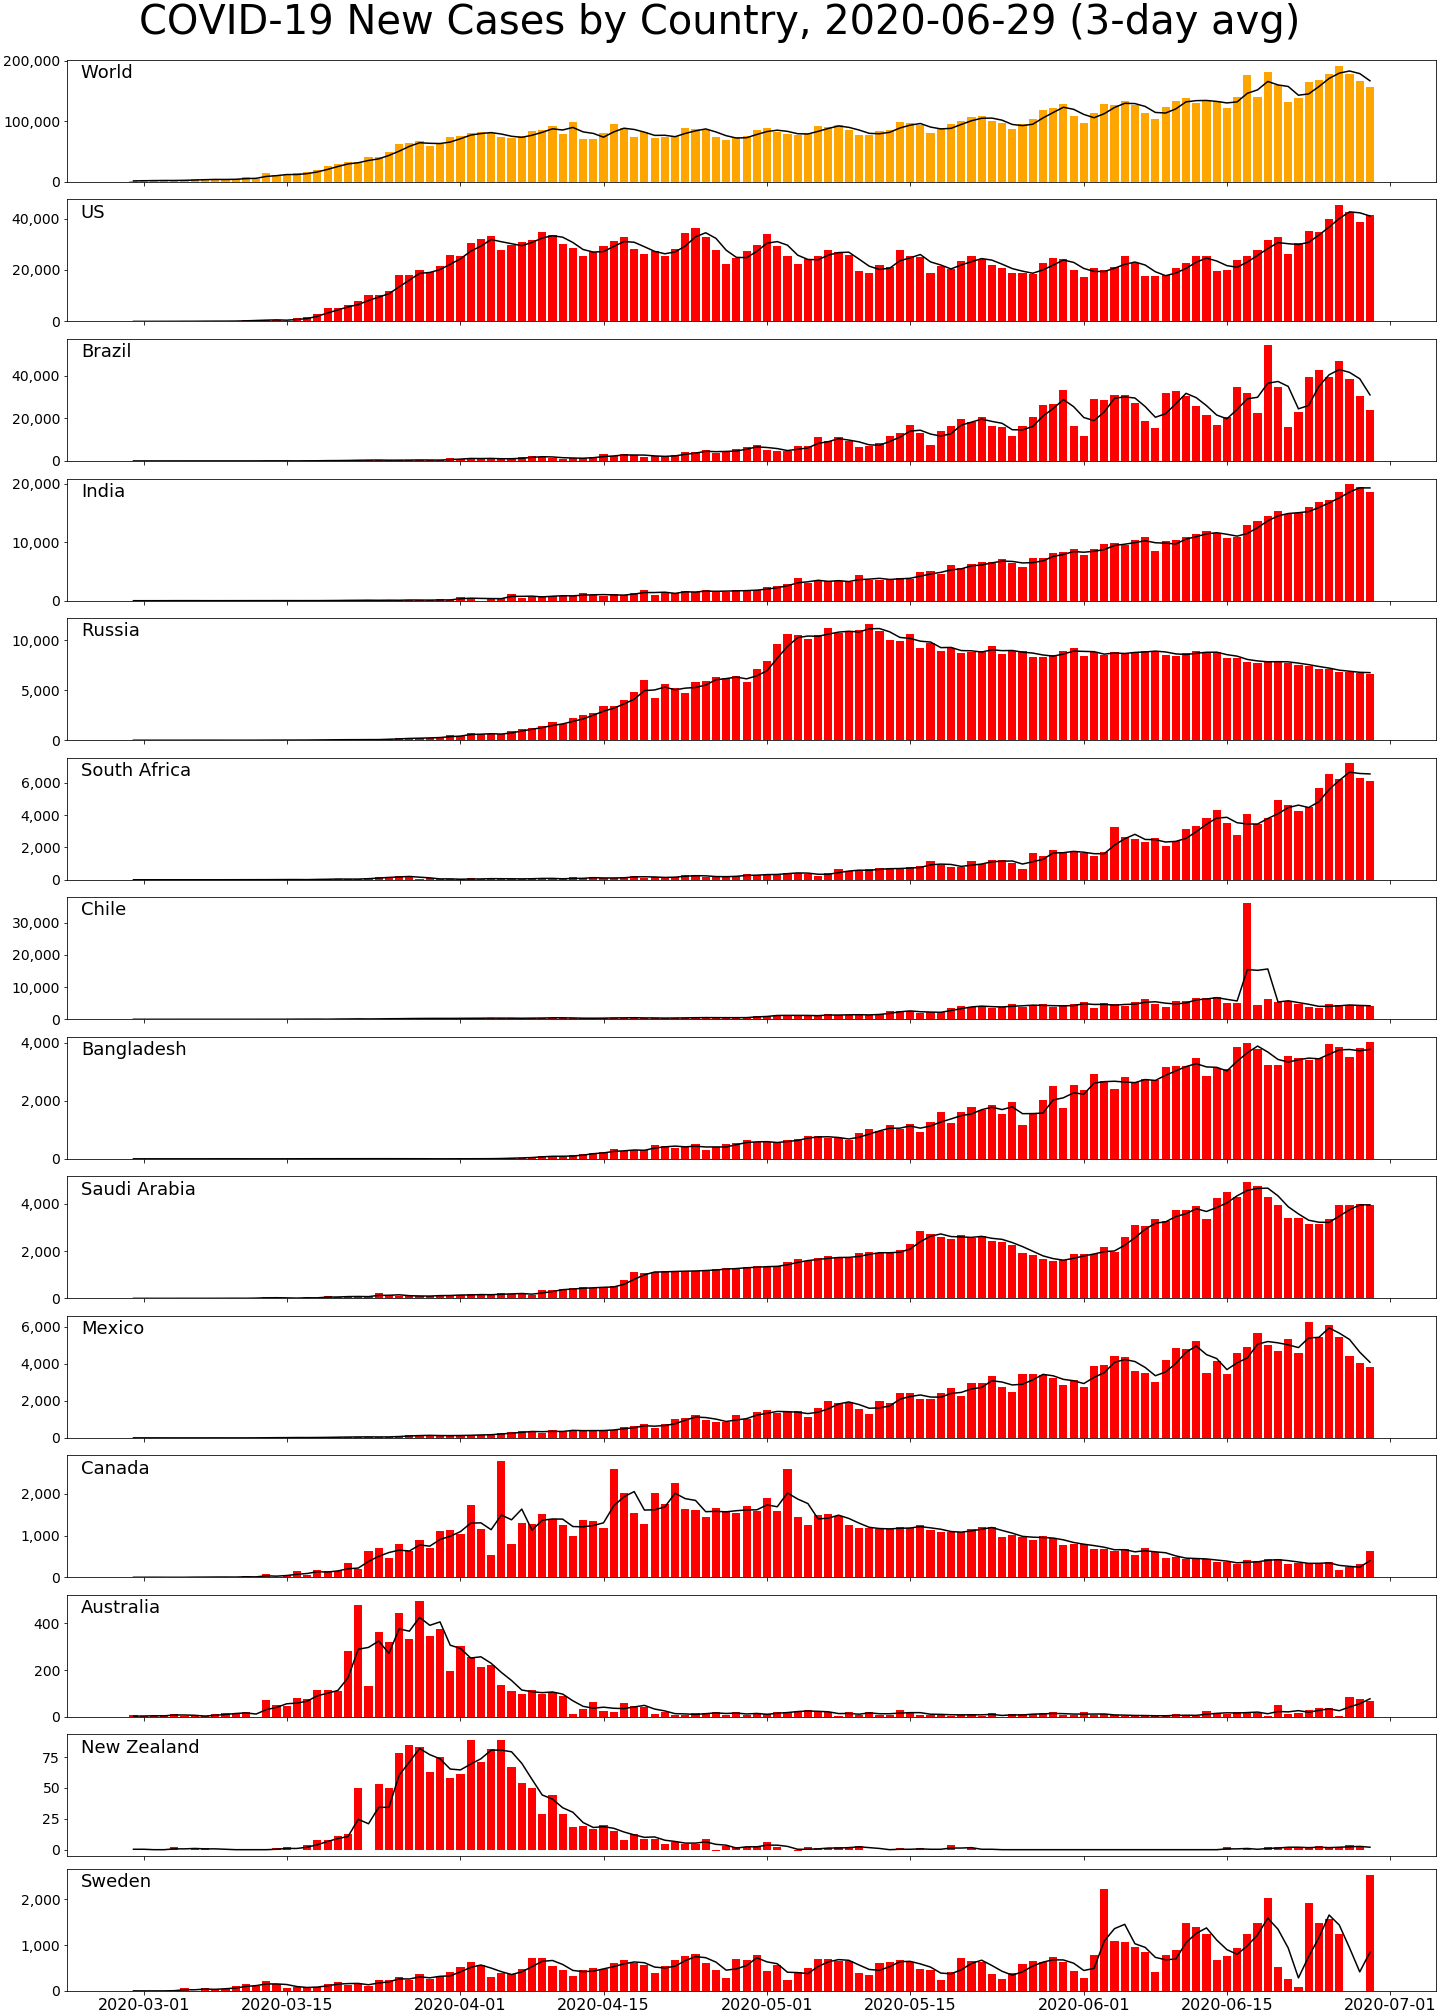 COVID-19 New Cases by Country, 2020-06-29 (3-day avg)
World
200,000
100,000
0
US
40,000
20,000
0
Brazil
40,000
20,000
0
India
20,000
10,000
0
Russia
10,000
5,000
0
South Africa
6,000
4,000
2,000
0
Chile
30,000
20,000
10,000
0
Bangladesh
4,000
2,000
0
Saudi Arabia
4,000
2,000
0
Mexico
6,000
4,000
2,000
0
Canada
2,000
1,000
0
Australia
400
200
0
New Zealand
75
50
25
0
Sweden
2,000
1,000
0
2020-03-01 2020-03-15 2020-04-01 2020-04-15 2020-05-01 2020-05-15 2020-06-01 2020-06-15 2020-07-01